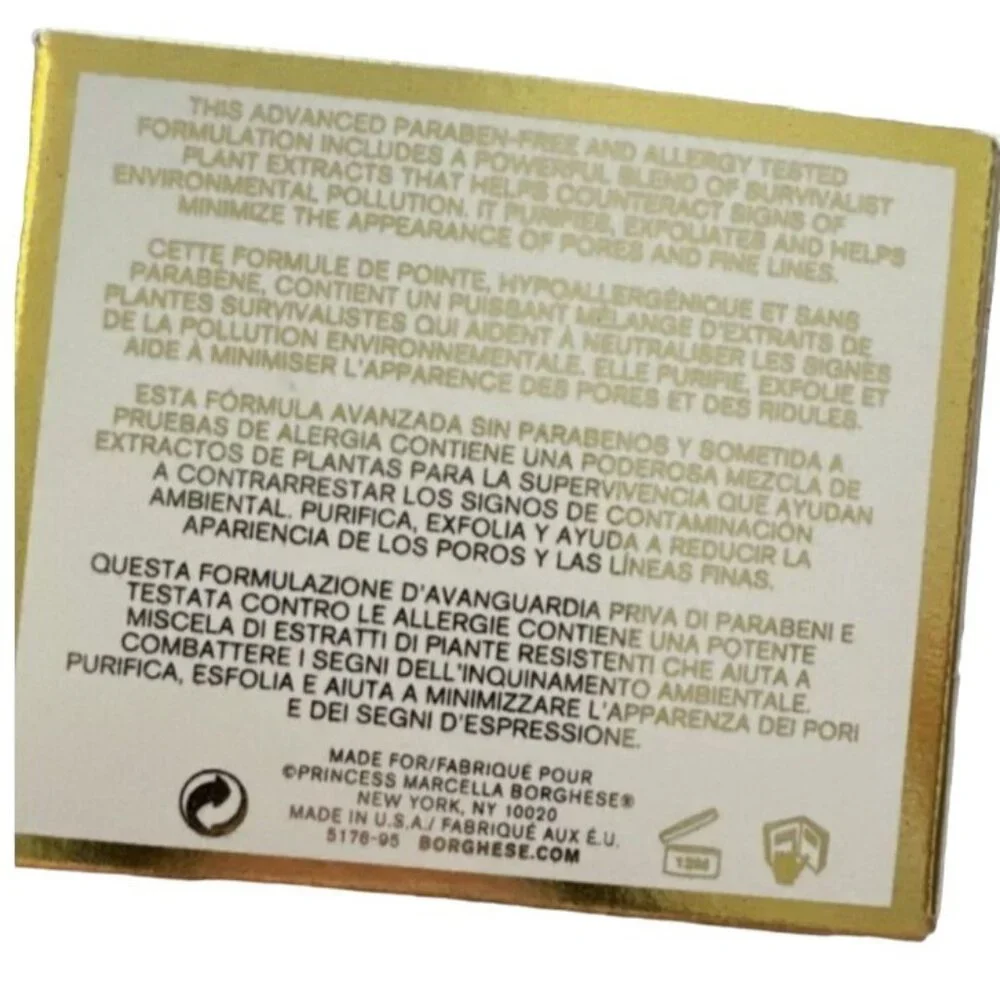 THIS ADVANCED PARABEN-FREE AND ALLERGY TESTED
FORMULATION INCLUDES A POWERFUL BLEND OF SURVIVALIST
PLANT EXTRACTS THAT HELPS COUNTERACT SIGNS OF
ENVIRONMENTAL POLLUTION. IT PURIFIES, EXFOLIATES AND HELPS
MINIMIZE THE APPEARANCE OF PORES AND FINE LINES.
CETTE FORMULE DE POINTE, HYPOALLERGÉNIQUE ET SANS
PARABÈNE, CONTIENT UN PUISSANT MÉLANGE D'EXTRAITS DE
PLANTES SURVIVALISTES QUI AIDENT À NEUTRALISER LES SIGNES
DE LA POLLUTION ENVIRONNEMENTALE. ELLE PURIFIE, EXFOLIE ET
AIDE À MINIMISER L'APPARENCE DES PORES ET DES RIDULES.
ESTA FÓRMULA AVANZADA SIN PARABENOS Y SOMETIDA A
PRUEBAS DE ALERGIA CONTIENE UNA PODEROSA MEZCLA DE
EXTRACTOS DE PLANTAS PARA LA SUPERVIVENCIA QUE AYUDAN
A CONTRARRESTAR LOS SIGNOS DE CONTAMINACIÓN
AMBIENTAL. PURIFICA, EXFOLIA Y AYUDA A REDUCIR LA
APARIENCIA DE LOS POROS Y LAS LÍNEAS FINAS.
QUESTA FORMULAZIONE D'AVANGUARDIA PRIVA DI PARABENI E
TESTATA CONTRO LE ALLERGIE CONTIENE UNA POTENTE
MISCELA DI ESTRATTI DI PIANTE RESISTENTI CHE AIUTA A
COMBATTERE I SEGNI DELL'INQUINAMENTO AMBIENTALE.
PURIFICA, ESFOLIA E AIUTA A MINIMIZZARE L'APPARENZA DEI PORI
E DEI SEGNI D'ESPRESSIONE.
MADE FOR/FABRIQUÉ POUR
©PRINCESS MARCELLA BORGHESE®
NEW YORK, NY 10020
MADE IN U.S.A./ FABRIQUÉ AUX É.U.
5178-95 BORGHESE.COM
12M